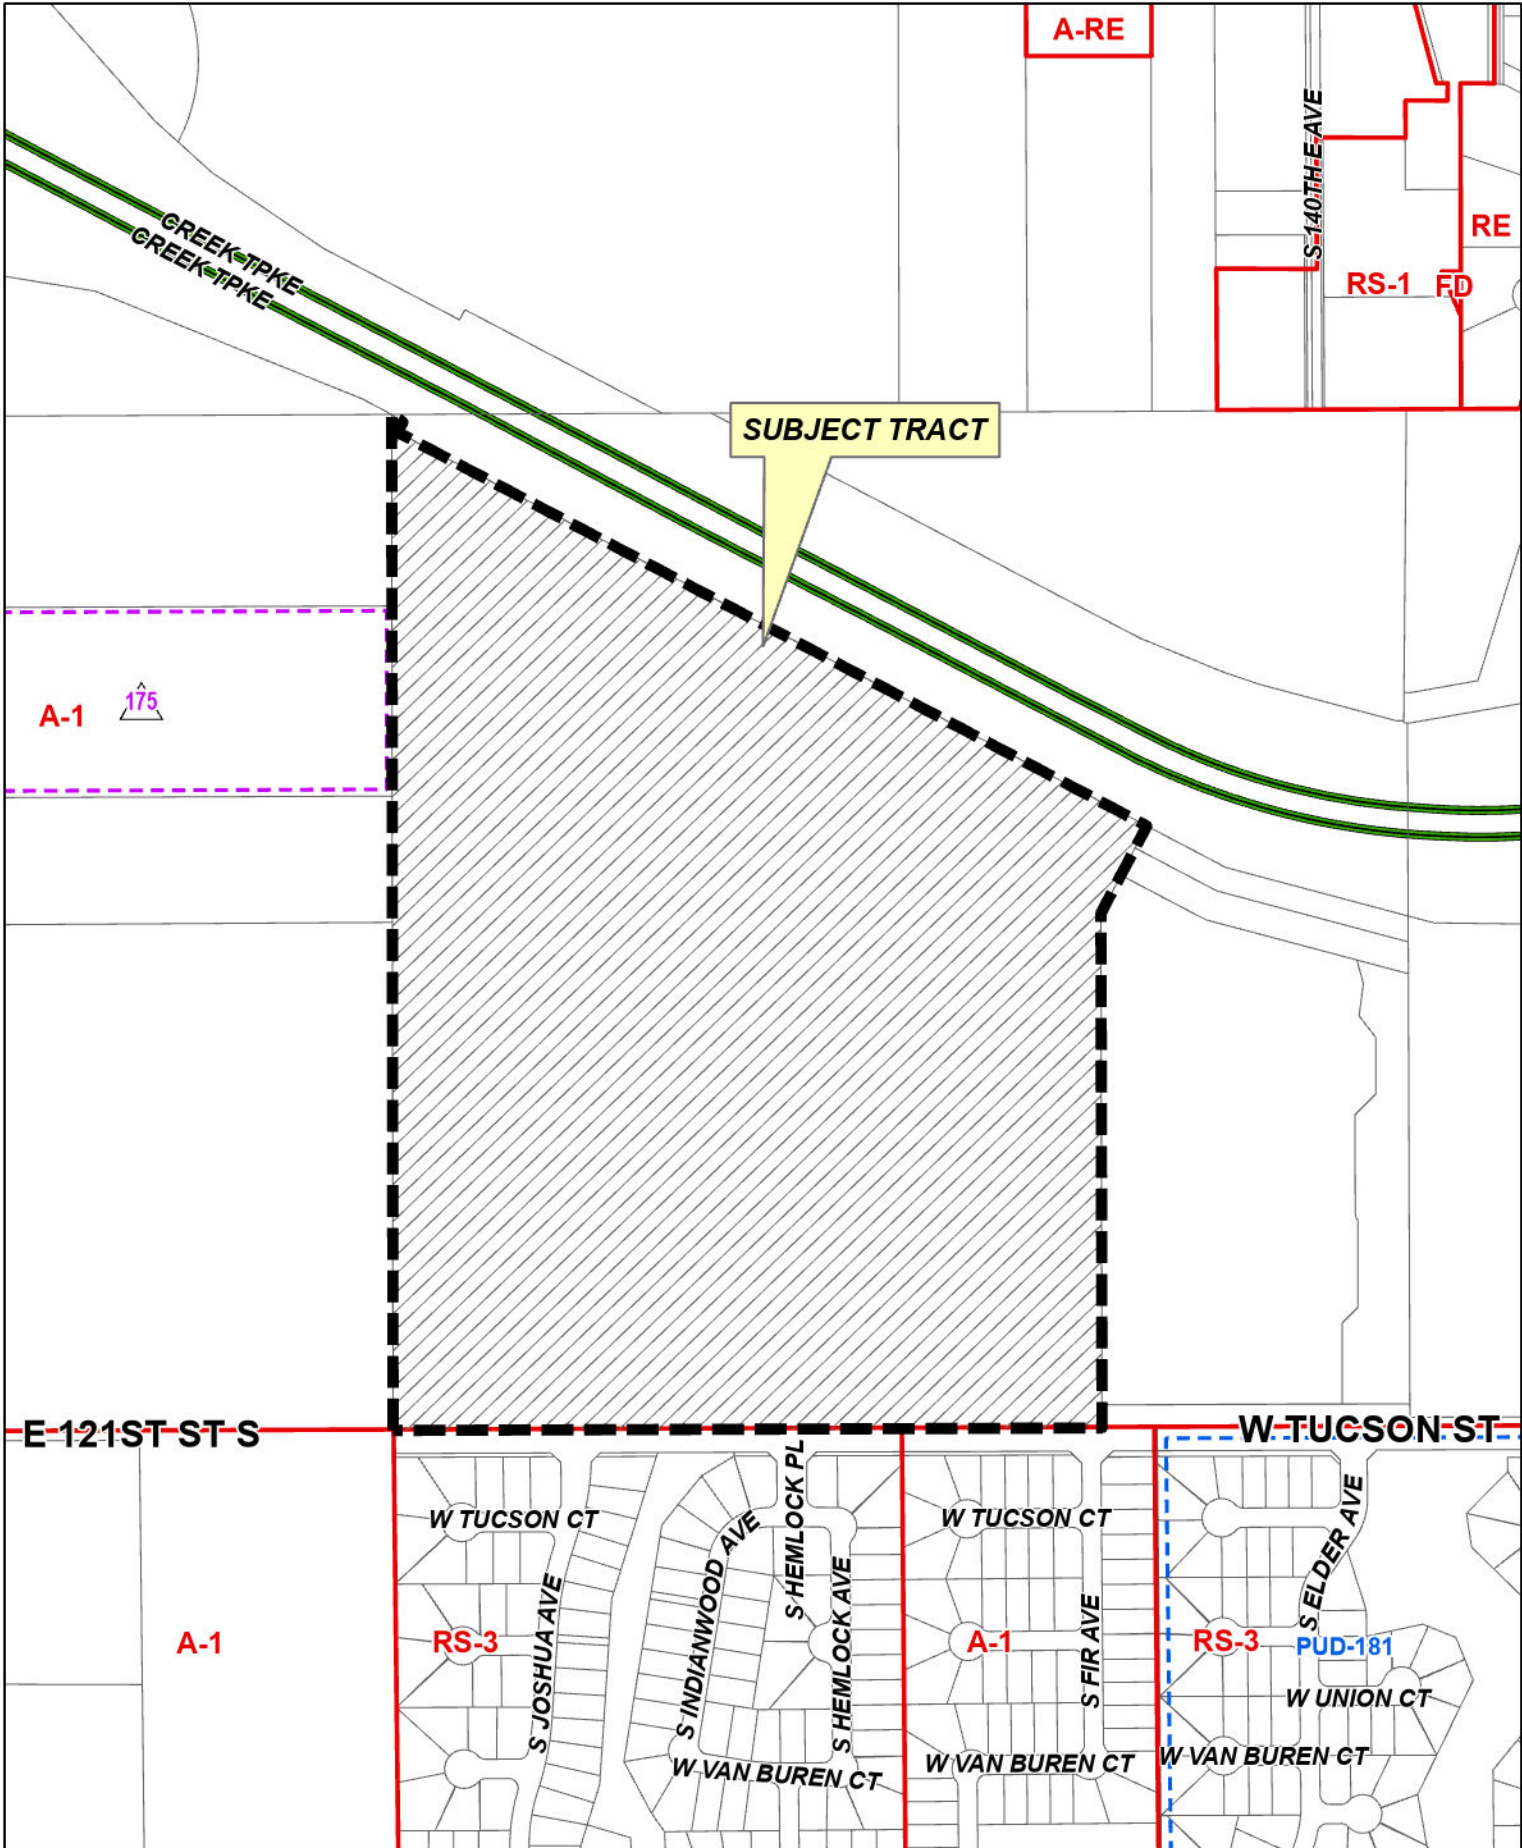 A-RE
S 140TH E AVE
RE
RS-1
FD
CREEK TPKE
CREEK TPKE
SUBJECT TRACT
A-1
175
E 121ST ST S
W TUCSON ST
W TUCSON CT
S JOSHUA AVE
S INDIANWOOD AVE
S HEMLOCK PL
S HEMLOCK AVE
W TUCSON CT
S FIR AVE
S ELDER AVE
A-1
RS-3
A-1
RS-3
PUD-181
W UNION CT
W VAN BUREN CT
W VAN BUREN CT
W VAN BUREN CT